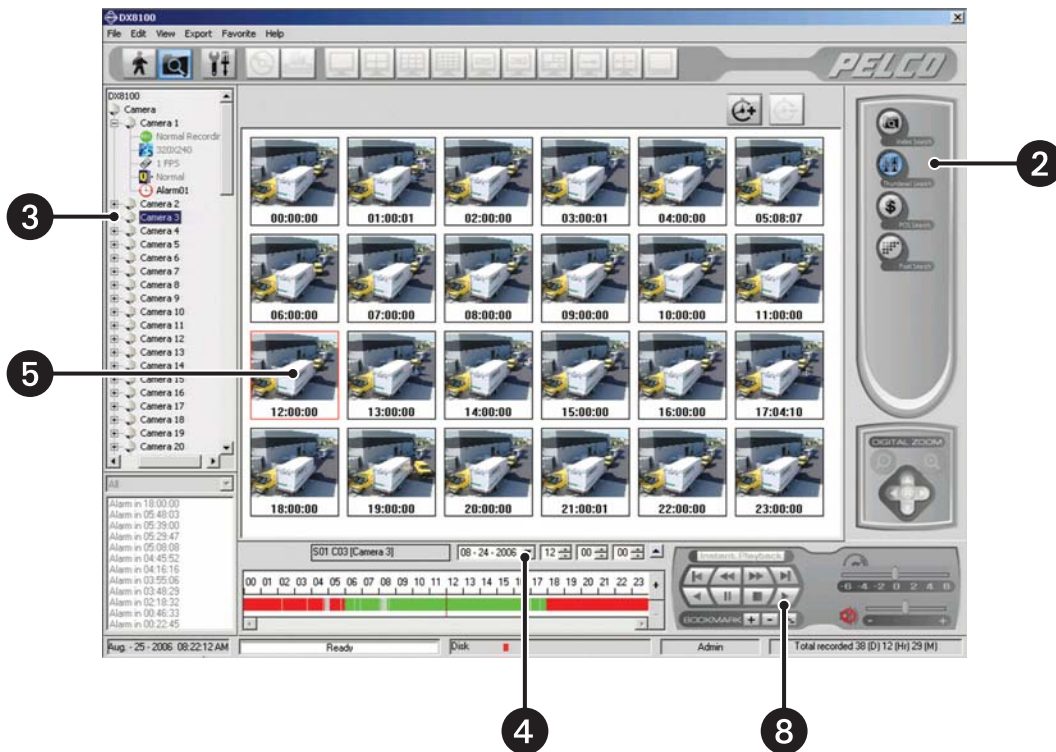 DX8100
File Edit View Export Favorite Help
PELCO
DX8100
Camera
Camera 1
Normal Recordir
320X240
1 FPS
Normal
Alarm01
Camera 2
Camera 3
Camera 4
Camera 5
Camera 6
Camera 7
Camera 8
Camera 9
Camera 10
Camera 11
Camera 12
Camera 13
Camera 14
Camera 15
Camera 16
Camera 17
Camera 18
Camera 19
Camera 20
00:00:00 01:00:01 02:00:00 03:00:01 04:00:00 05:08:07
06:00:00 07:00:00 08:00:00 09:00:00 10:00:00 11:00:00
12:00:00 13:00:00 14:00:00 15:00:00 16:00:00 17:04:10
18:00:00 19:00:00 20:00:00 21:00:01 22:00:00 23:00:00
Index Search
Thumbnail Search
POS Search
Pixel Search
DIGITAL ZOOM
All
Alarm in 18:00:00
Alarm in 05:48:03
Alarm in 05:39:00
Alarm in 05:29:47
Alarm in 05:08:08
Alarm in 04:45:52
Alarm in 04:16:16
Alarm in 03:55:06
Alarm in 03:48:29
Alarm in 02:18:32
Alarm in 00:46:33
Alarm in 00:22:45
S01 C03 [Camera 3] 08 - 24 - 2006 12 00 00
00 01 02 03 04 05 06 07 08 09 10 11 12 13 14 15 16 17 18 19 20 21 22 23
Instant Playback
BOOKMARK + -
-6 -4 -2 0 2 4 6
- +
Aug. - 25 - 2006 08:22:12 AM Ready Disk Admin Total recorded 38 (D) 12 (Hr) 29 (M)
2
3
5
4
8